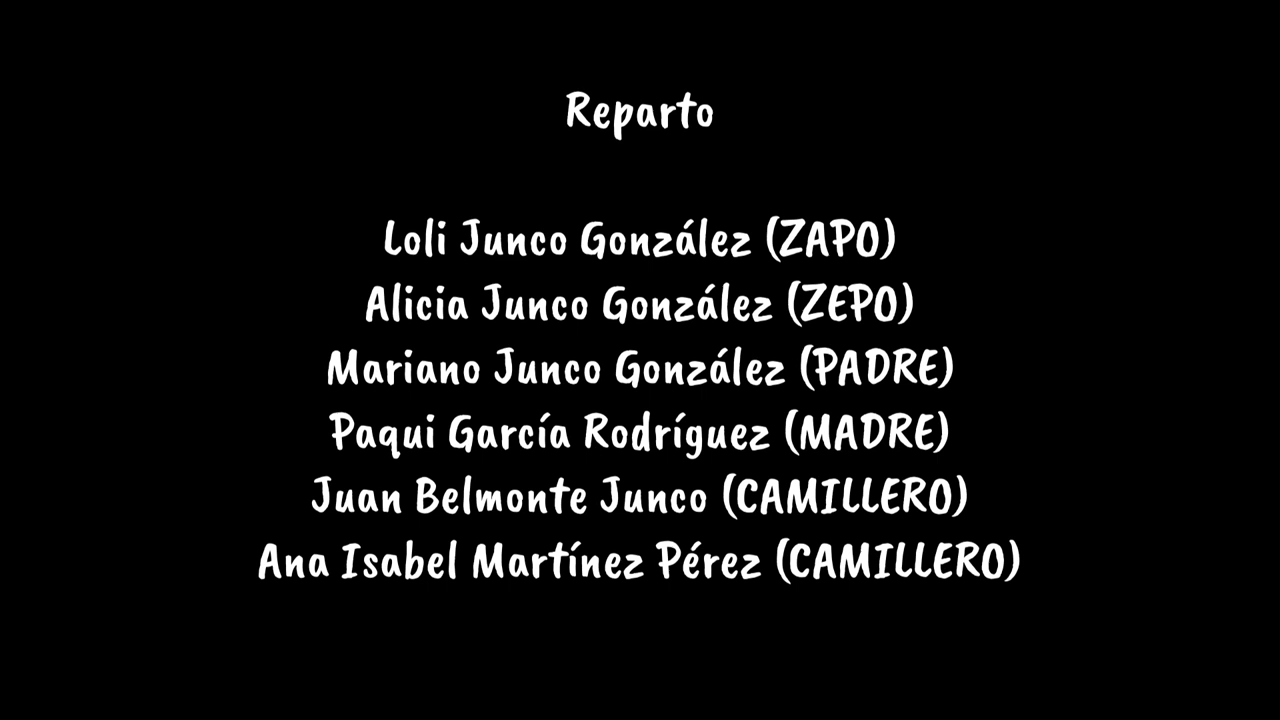 Reparto
Loli Junco González (ZAPO)
Alicia Junco González (ZEPO)
Mariano Junco González (PADRE)
Paqui García Rodríguez (MADRE)
Juan Belmonte Junco (CAMILLERO)
Ana Isabel Martínez Pérez (CAMILLERO)